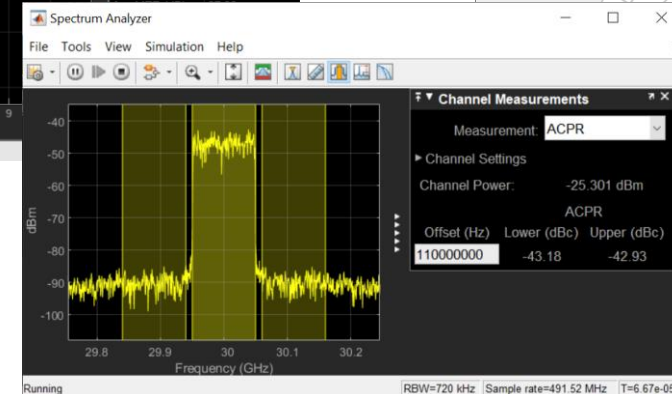 Spectrum Analyzer
File Tools View Simulation Help
9
Channel Measurements
Measurement: ACPR
Channel Settings
Channel Power: -25.301 dBm
ACPR
Offset (Hz) Lower (dBc) Upper (dBc)
110000000 -43.18 -42.93
-40
-50
-60
-70
-80
-90
-100
dBm
29.8 29.9 30 30.1 30.2
Frequency (GHz)
Running RBW=720 kHz Sample rate=491.52 MHz T=6.67e-05